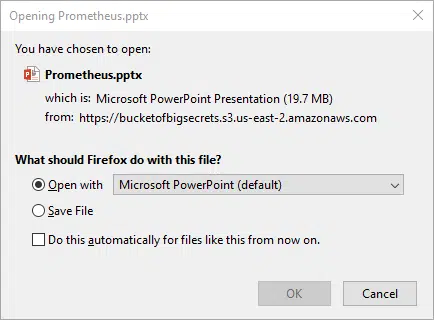 Opening Prometheus.pptx
You have chosen to open:
Prometheus.pptx
which is: Microsoft PowerPoint Presentation (19.7 MB)
from: https://bucketofbigsecrets.s3.us-east-2.amazonaws.com
What should Firefox do with this file?
Open with Microsoft PowerPoint (default)
Save File
Do this automatically for files like this from now on.
OK Cancel